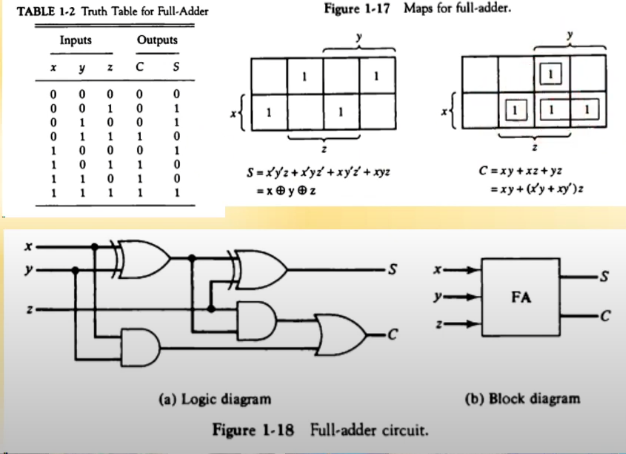 TABLE 1-2 Truth Table for Full-Adder
Inputs Outputs
x y z C S
0 0 0 0 0
0 0 1 0 1
0 1 0 0 1
0 1 1 1 0
1 0 0 0 1
1 0 1 1 0
1 1 0 1 0
1 1 1 1 1
Figure 1-17 Maps for full-adder.
y
1 1
x
1 1
z
S = x'y'z + x'yz' + xy'z' + xyz
= x ⊕ y ⊕ z
y
1
x
1 1 1
z
C = xy + xz + yz
= xy + (x'y + xy')z
x
y
z
S
C
(a) Logic diagram
x
y
z
FA
S
C
(b) Block diagram
Figure 1-18 Full-adder circuit.